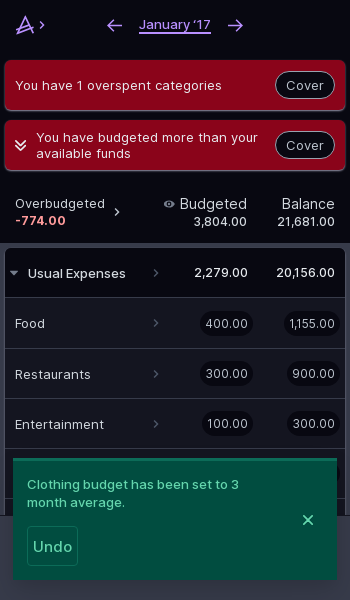 January ‘17
You have 1 overspent categories
Cover
You have budgeted more than your
available funds
Cover
Overbudgeted Budgeted Balance
-774.00 3,804.00 21,681.00
Usual Expenses 2,279.00 20,156.00
Food 400.00 1,155.00
Restaurants 300.00 900.00
Entertainment 100.00 300.00
Clothing budget has been set to 3
month average.
Undo